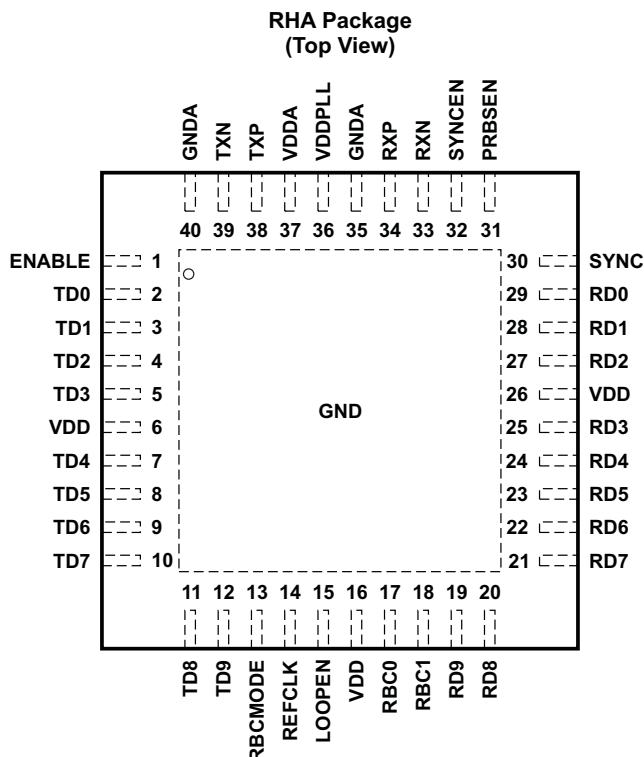 RHA Package
(Top View)
GNDA
TXN
TXP
VDDA
VDDPLL
GNDA
RXP
RXN
SYNCEN
PRBSEN
40 39 38 37 36 35 34 33 32 31
ENABLE 1 30 SYNC
TD0 2 29 RD0
TD1 3 28 RD1
TD2 4 27 RD2
TD3 5 26 VDD
VDD 6 25 RD3
GND
TD4 7 24 RD4
TD5 8 23 RD5
TD6 9 22 RD6
TD7 10 21 RD7
11 12 13 14 15 16 17 18 19 20
TD8
TD9
RBCMODE
REFCLK
LOOPEN
VDD
RBC0
RBC1
RD9
RD8